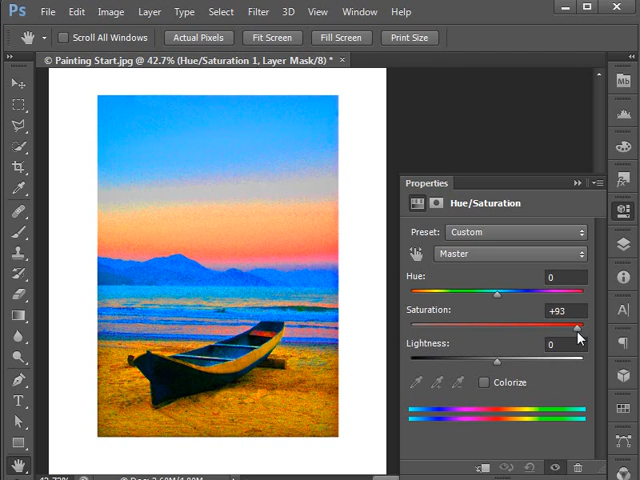 Ps File Edit Image Layer Type Select Filter 3D View Window Help
Scroll All Windows Actual Pixels Fit Screen Fill Screen Print Size
© Painting Start.jpg @ 42.7% (Hue/Saturation 1, Layer Mask/8) * ×
Mb
Properties
Hue/Saturation
Preset: Custom
Master
Hue: 0
Saturation: +93
Lightness: 0
Colorize